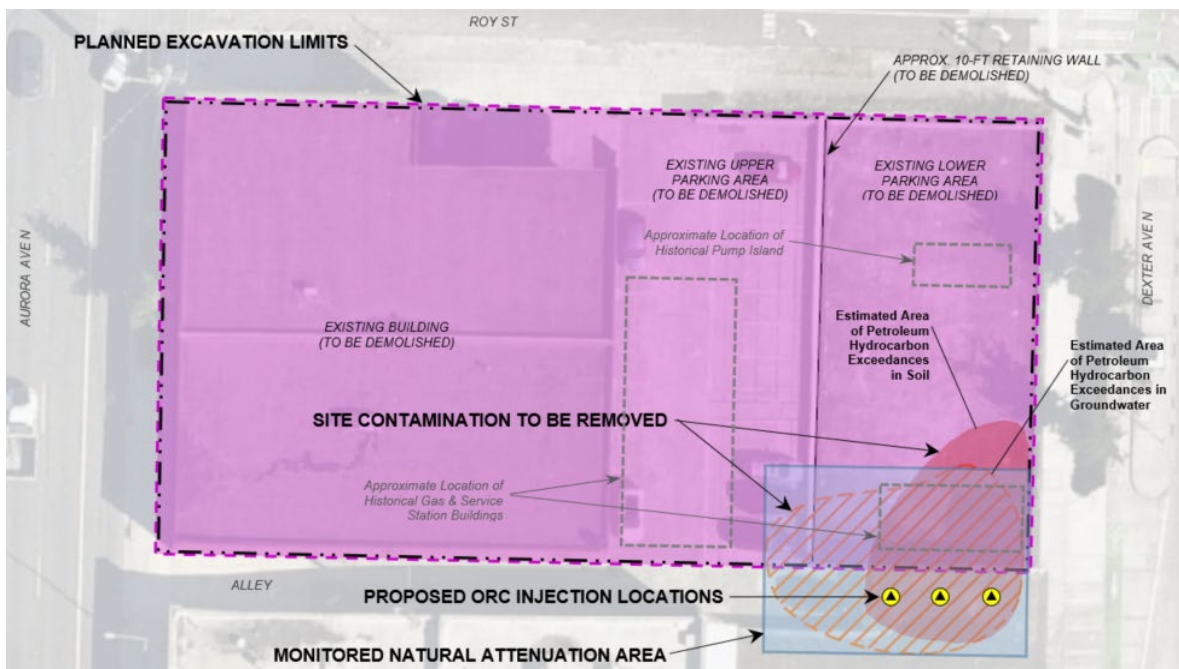 ROY ST
PLANNED EXCAVATION LIMITS
APPROX. 10-FT RETAINING WALL
(TO BE DEMOLISHED)
EXISTING UPPER
PARKING AREA
(TO BE DEMOLISHED)
EXISTING LOWER
PARKING AREA
(TO BE DEMOLISHED)
Approximate Location of
Historical Pump Island
AURORA AVE N
DEXTER AVE N
EXISTING BUILDING
(TO BE DEMOLISHED)
Estimated Area
of Petroleum
Hydrocarbon
Exceedances
in Soil
Estimated Area
of Petroleum
Hydrocarbon
Exceedances in
Groundwater
SITE CONTAMINATION TO BE REMOVED
Approximate Location of
Historical Gas & Service
Station Buildings
ALLEY
PROPOSED ORC INJECTION LOCATIONS
MONITORED NATURAL ATTENUATION AREA